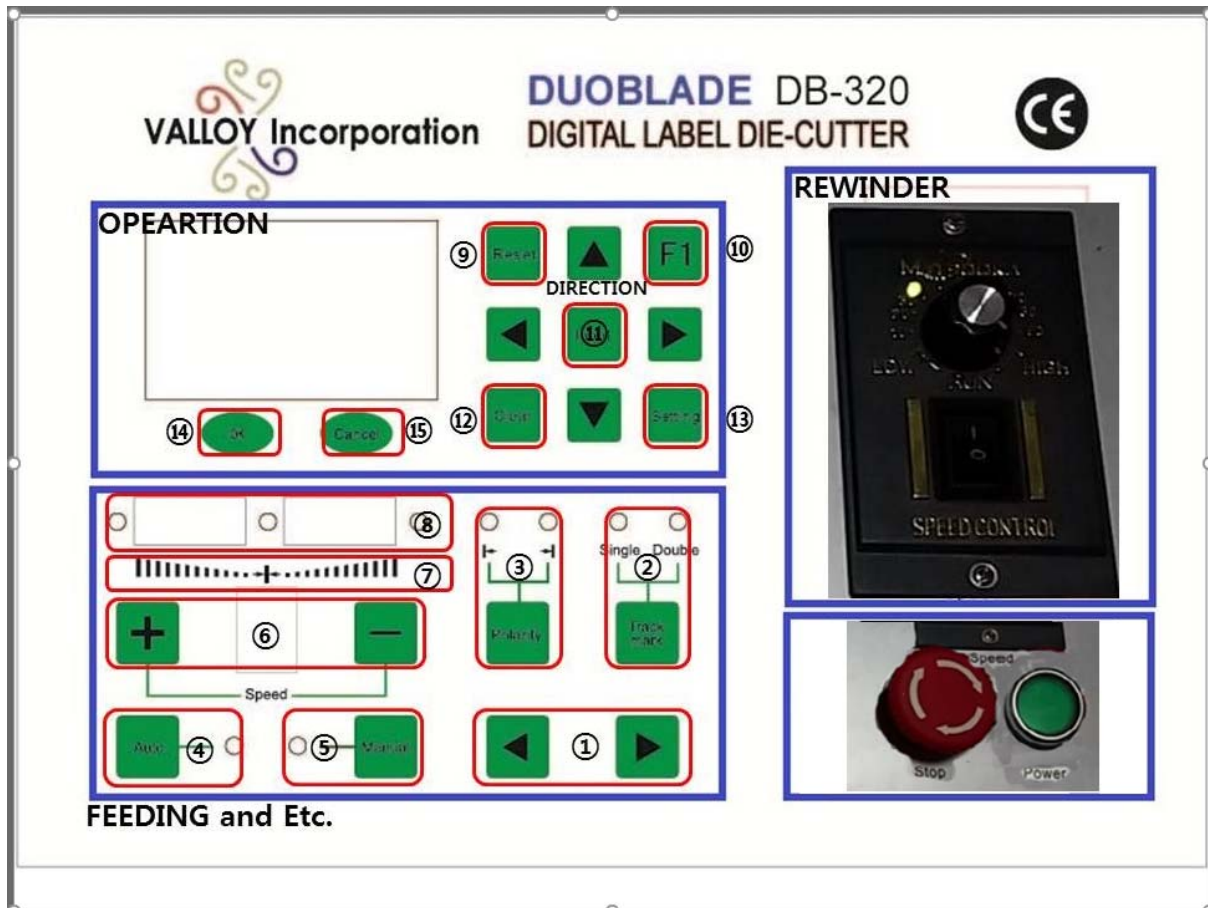 VALLOY Incorporation
DUOBLADE DB-320
DIGITAL LABEL DIE-CUTTER
CE
OPEARTION
⑨ Reset
F1 ⑩
DIRECTION
⑪
⑫
Setting ⑬
⑭ OK
Cancel ⑮
⑧
⑦
+ ⑥ −
Speed
③
Polarity
Single Double
②
Track
mark
Auto ④
⑤ Manual
①
FEEDING and Etc.
REWINDER
LOW
RUN
HIGH
SPEED CONTROL
Speed
Stop
Power